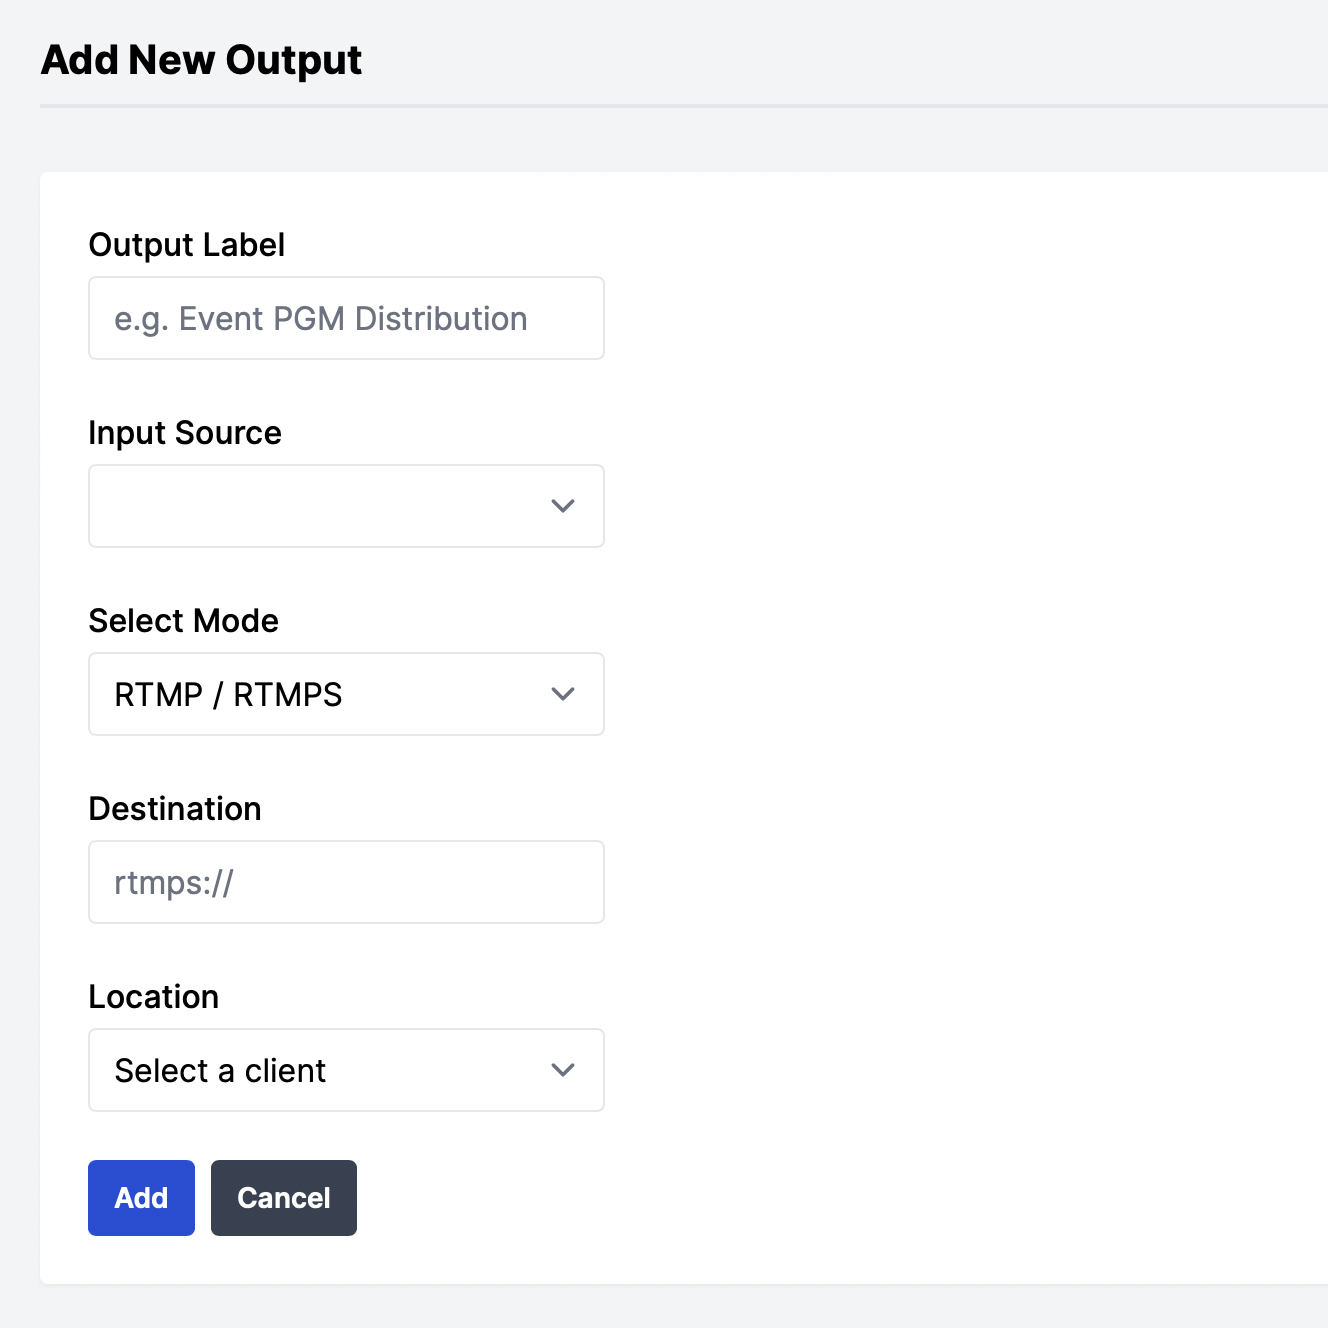 Add New Output
Output Label
e.g. Event PGM Distribution
Input Source
Select Mode
RTMP / RTMPS
Destination
rtmps://
Location
Select a client
Add Cancel